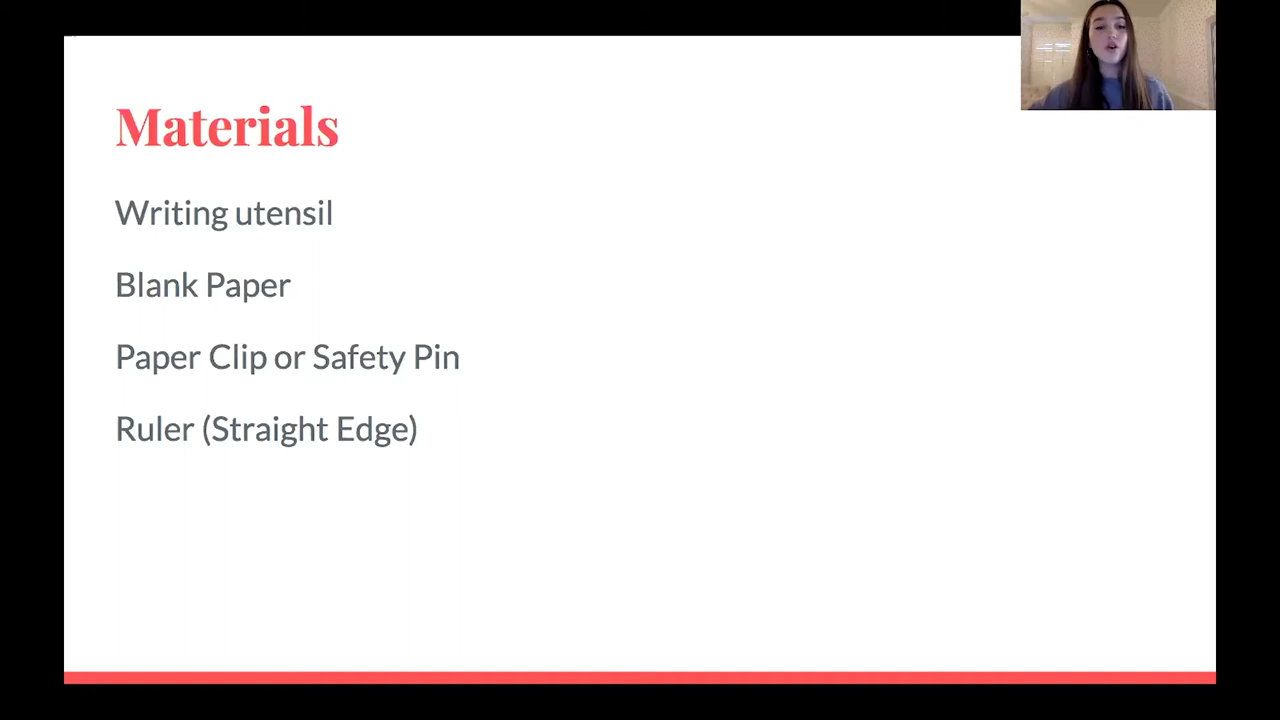 Materials
Writing utensil
Blank Paper
Paper Clip or Safety Pin
Ruler (Straight Edge)